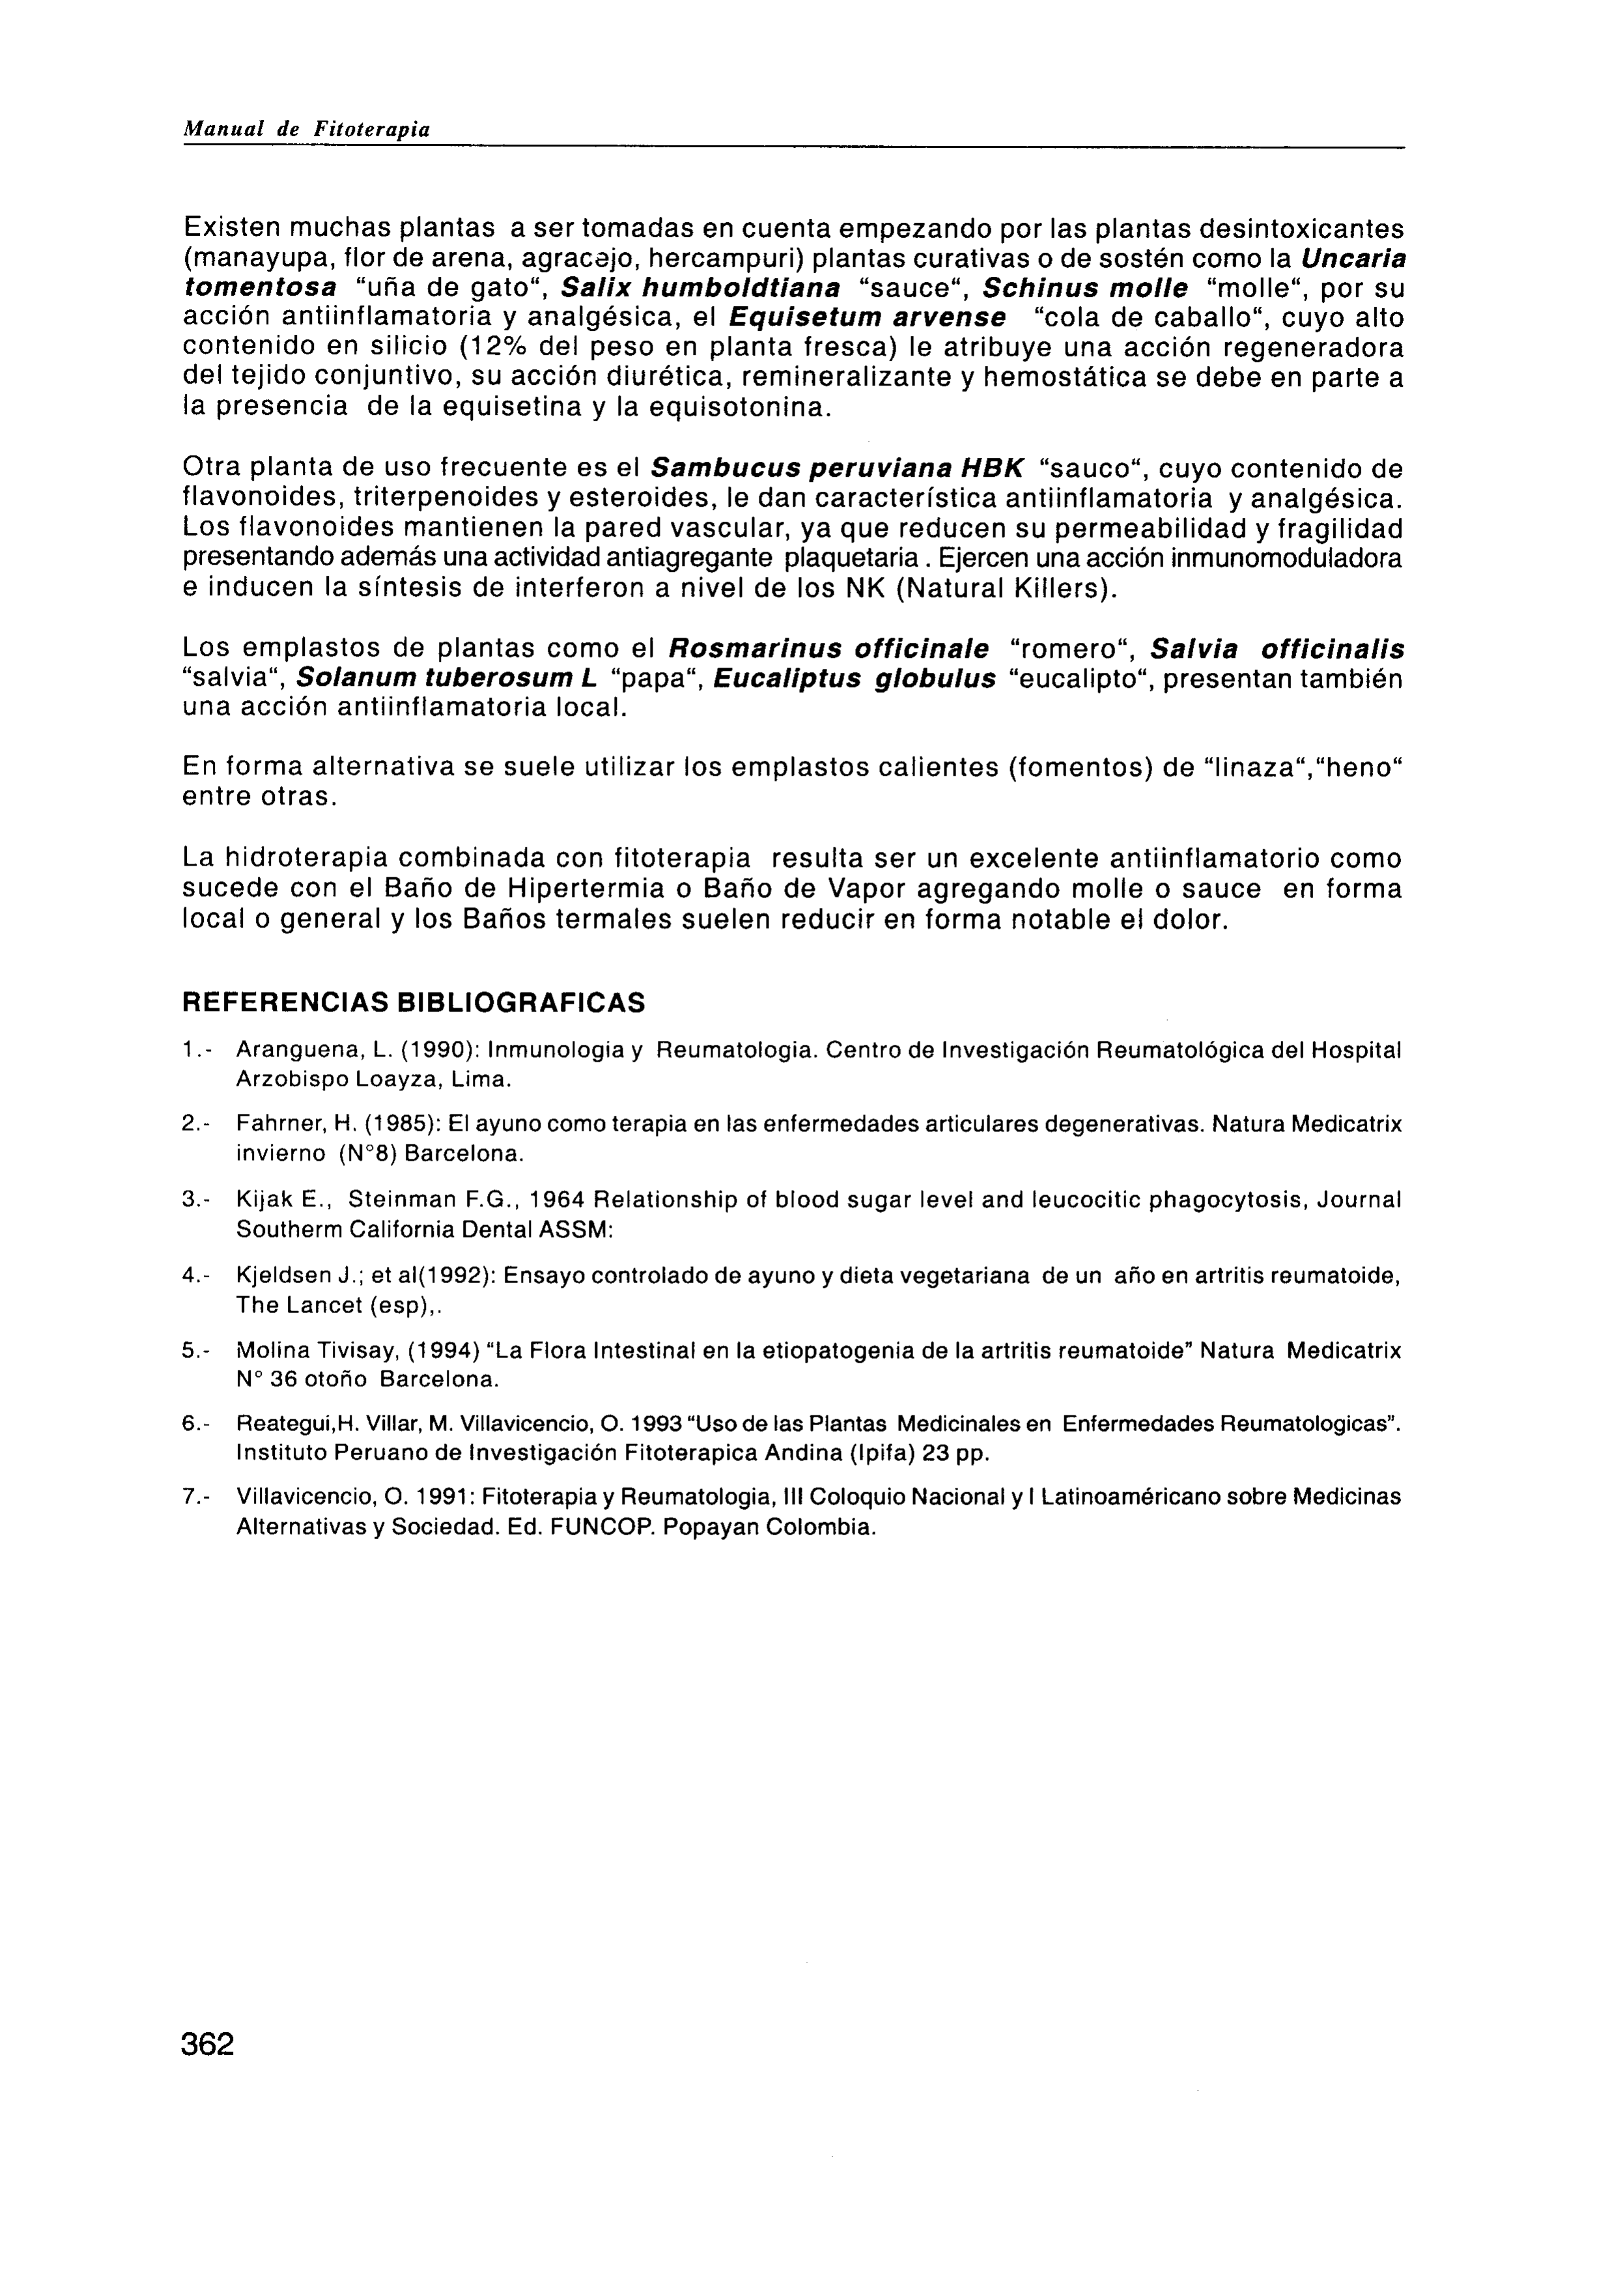 Manual de Fitoterapia
Existen muchas plantas a ser tomadas en cuenta empezando por las plantas desintoxicantes
(manayupa, flor de arena, agracejo, hercampuri) plantas curativas o de sostén como la Uncaria
tomentosa “uña de gato“, Salix humboldtiana “sauce“, Schinus molle “molle“, por su
acción antiinflamatoria y analgésica, el Equisetum arvense “cola de caballo“, cuyo alto
contenido en silicio (12% del peso en planta fresca) le atribuye una acción regeneradora
del tejido conjuntivo, su acción diurética, remineralizante y hemostática se debe en parte a
la presencia de la equisetina y la equisotonina.
Otra planta de uso frecuente es el Sambucus peruviana HBK “sauco“, cuyo contenido de
flavonoides, triterpenoides y esteroides, le dan característica antiinflamatoria y analgésica.
Los flavonoides mantienen la pared vascular, ya que reducen su permeabilidad y fragilidad
presentando además una actividad antiagregante plaquetaria . Ejercen una acción inmunomoduladora
e inducen la síntesis de interferon a nivel de los NK (Natural Killers).
Los emplastos de plantas como el Rosmarinus officinale “romero“, Salvia officinalis
“salvia“, Solanum tuberosum L “papa“, Eucaliptus globulus “eucalipto“, presentan también
una acción antiinflamatoria local.
En forma alternativa se suele utilizar los emplastos calientes (fomentos) de “linaza“,“heno“
entre otras.
La hidroterapia combinada con fitoterapia resulta ser un excelente antiinflamatorio como
sucede con el Baño de Hipertermia o Baño de Vapor agregando molle o sauce en forma
local o general y los Baños termales suelen reducir en forma notable el dolor.
REFERENCIAS BIBLIOGRAFICAS
1.- Aranguena, L. (1990): Inmunologia y Reumatologia. Centro de Investigación Reumatológica del Hospital
Arzobispo Loayza, Lima.
2.- Fahrner, H. (1985): El ayuno como terapia en las enfermedades articulares degenerativas. Natura Medicatrix
invierno (N°8) Barcelona.
3.- Kijak E., Steinman F.G., 1964 Relationship of blood sugar level and leucocitic phagocytosis, Journal
Southerm California Dental ASSM:
4.- Kjeldsen J.; et al(1992): Ensayo controlado de ayuno y dieta vegetariana de un año en artritis reumatoide,
The Lancet (esp),.
5.- Molina Tivisay, (1994) “La Flora Intestinal en la etiopatogenia de la artritis reumatoide” Natura Medicatrix
N° 36 otoño Barcelona.
6.- Reategui,H. Villar, M. Villavicencio, O. 1993 “Uso de las Plantas Medicinales en Enfermedades Reumatologicas”.
Instituto Peruano de Investigación Fitoterapica Andina (Ipifa) 23 pp.
7.- Villavicencio, O. 1991: Fitoterapia y Reumatologia, III Coloquio Nacional y I Latinoaméricano sobre Medicinas
Alternativas y Sociedad. Ed. FUNCOP. Popayan Colombia.
362